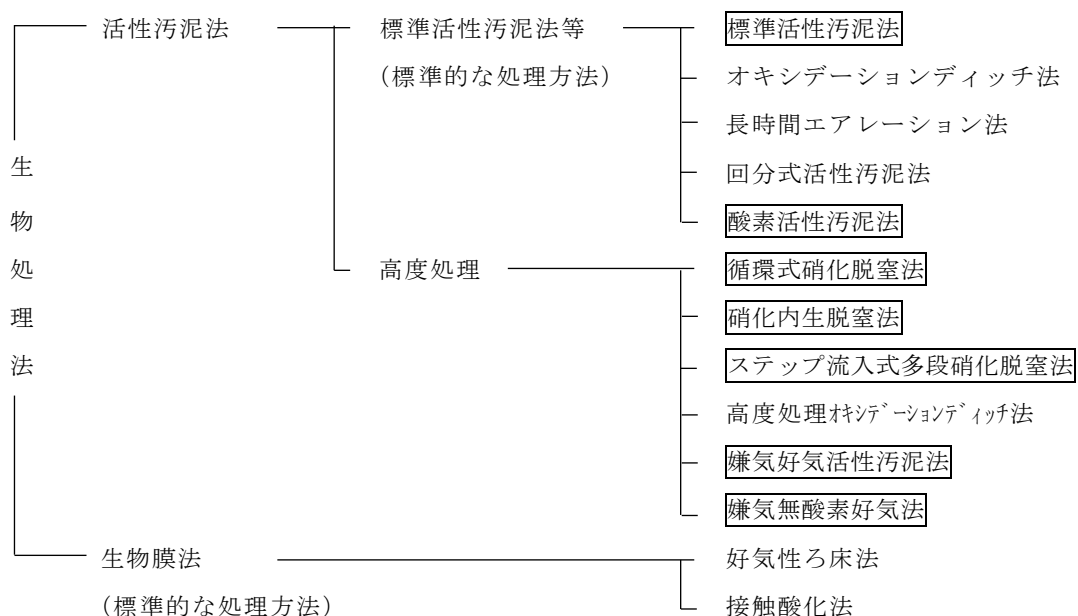 活性汚泥法
標準活性汚泥法等
(標準的な処理方法)
標準活性汚泥法
オキシデーションディッチ法
長時間エアレーション法
回分式活性汚泥法
酸素活性汚泥法
生物処理法
高度処理
循環式硝化脱窒法
硝化内生脱窒法
ステップ流入式多段硝化脱窒法
高度処理ｵｷｼﾃﾞｰｼｮﾝﾃﾞｨｯﾁ法
嫌気好気活性汚泥法
嫌気無酸素好気法
生物膜法
(標準的な処理方法)
好気性ろ床法
接触酸化法